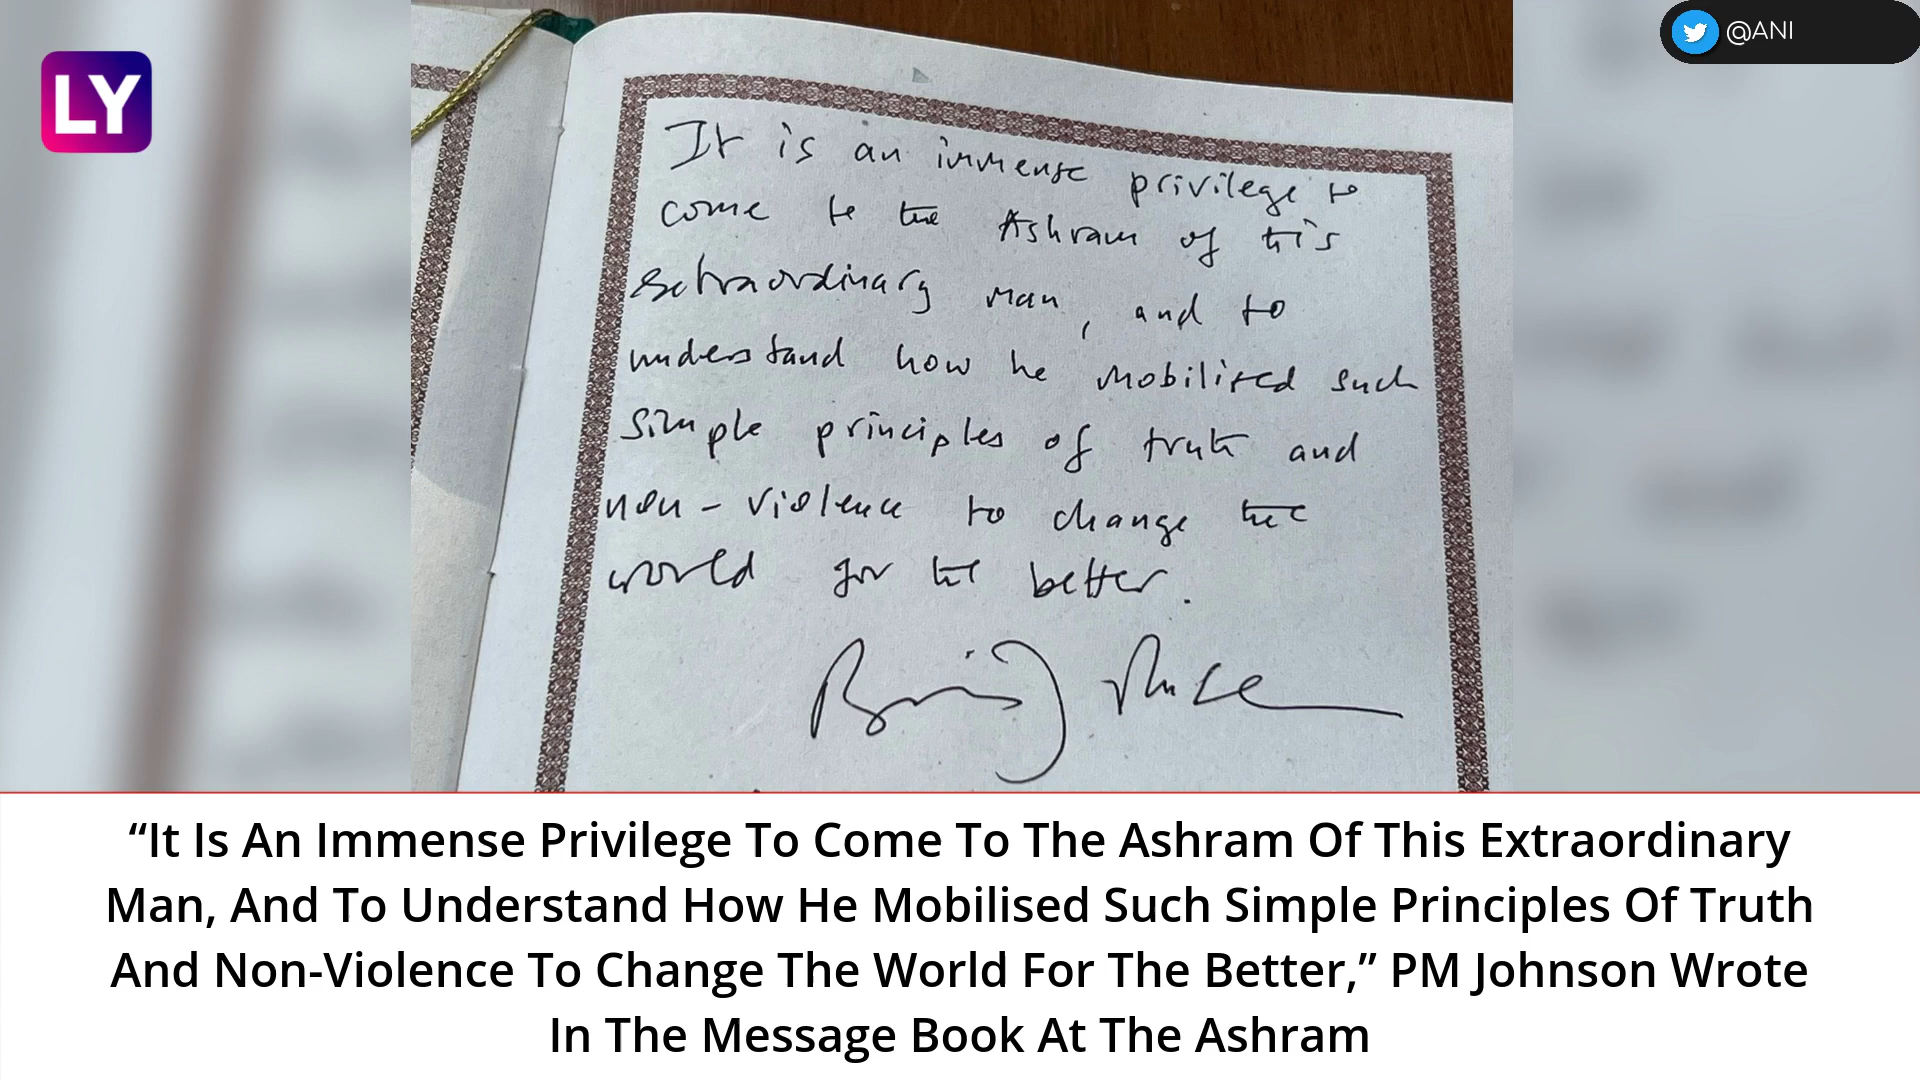 LY
@ANI
It is an immense privilege to
come to the Ashram of this
extraordinary man, and to
understand how he mobilised such
simple principles of truth and
non-violence to change the
world for the better.
“It Is An Immense Privilege To Come To The Ashram Of This Extraordinary
Man, And To Understand How He Mobilised Such Simple Principles Of Truth
And Non-Violence To Change The World For The Better,” PM Johnson Wrote
In The Message Book At The Ashram